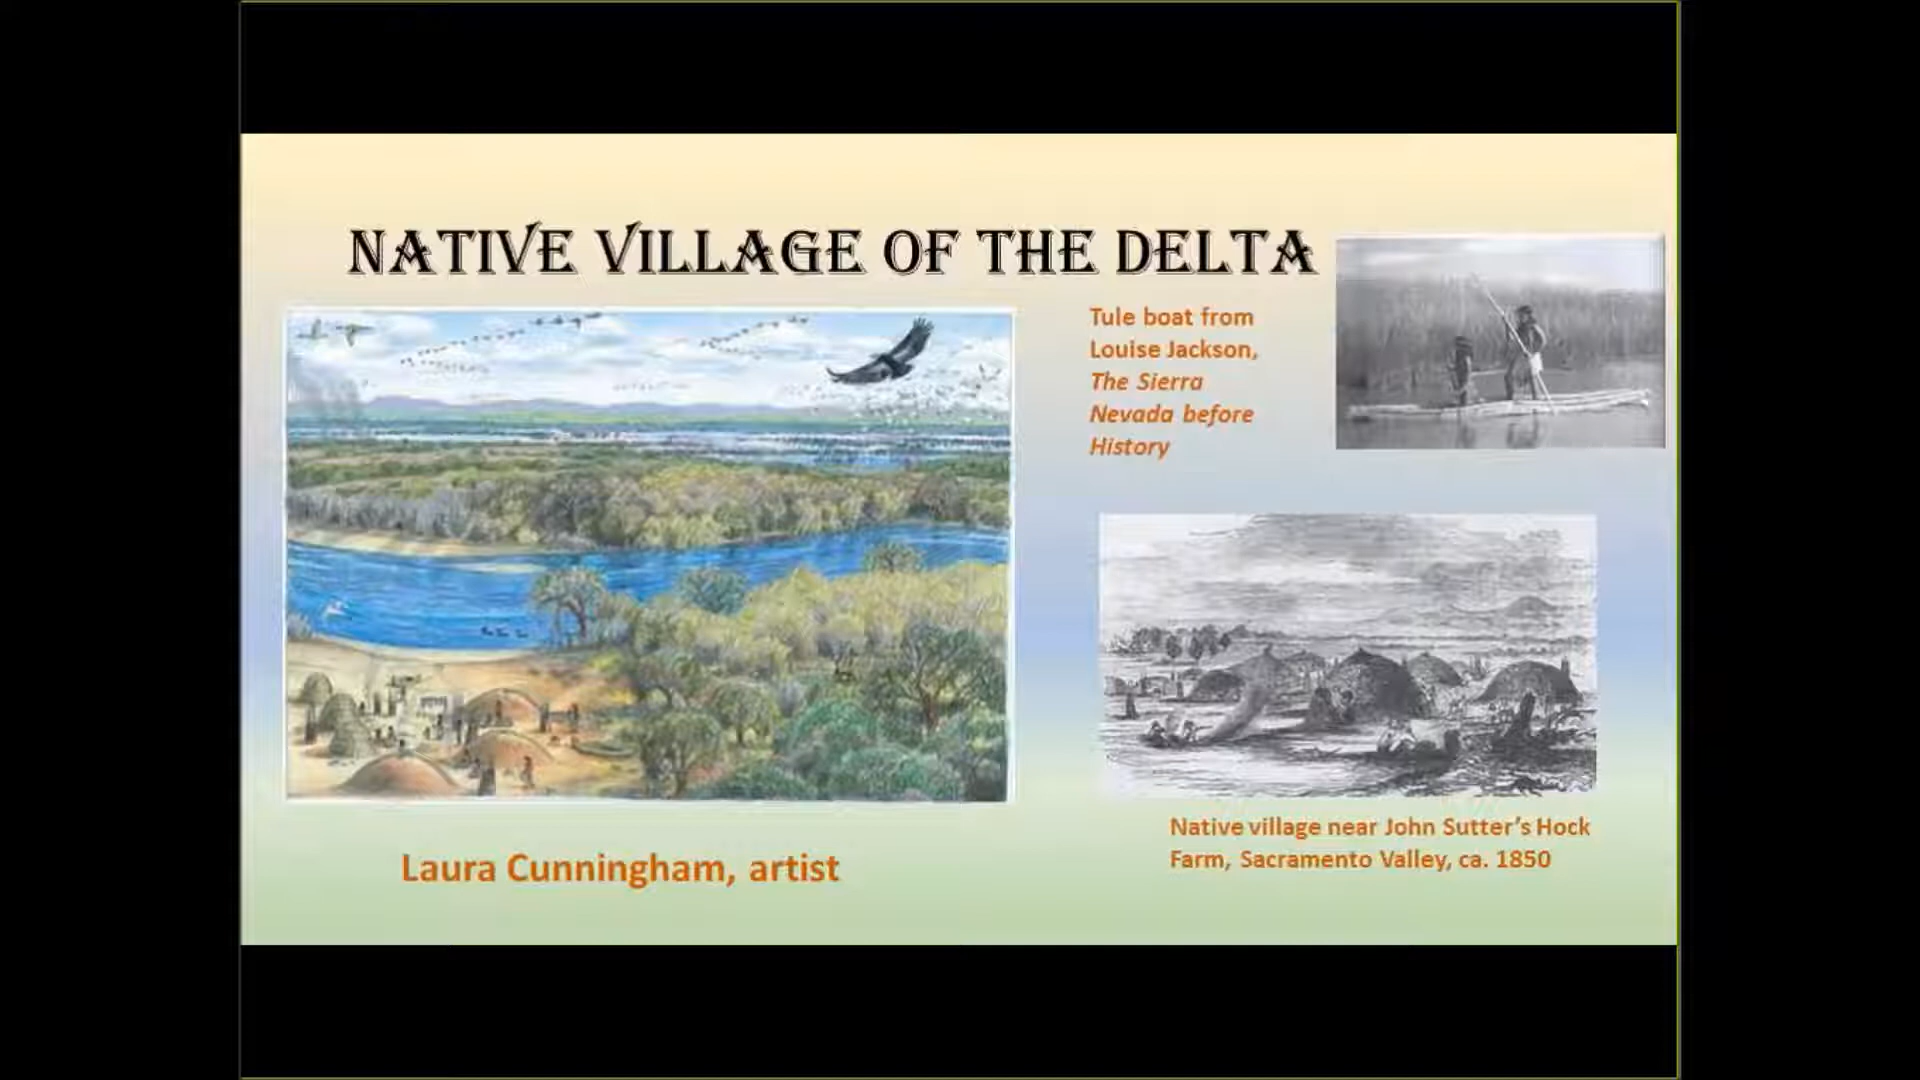 NATIVE VILLAGE OF THE DELTA
Tule boat from
Louise Jackson,
The Sierra
Nevada before
History
Native village near John Sutter's Hock
Farm, Sacramento Valley, ca. 1850
Laura Cunningham, artist